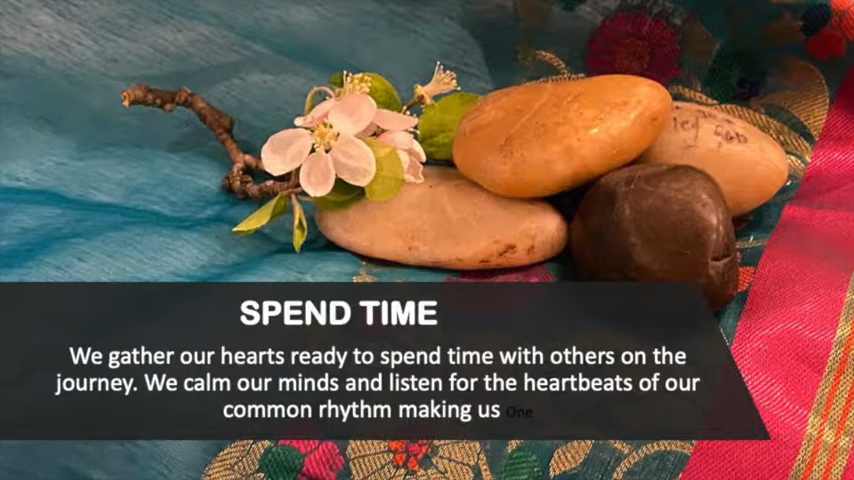 SPEND TIME
We gather our hearts ready to spend time with others on the
journey. We calm our minds and listen for the heartbeats of our
common rhythm making us One